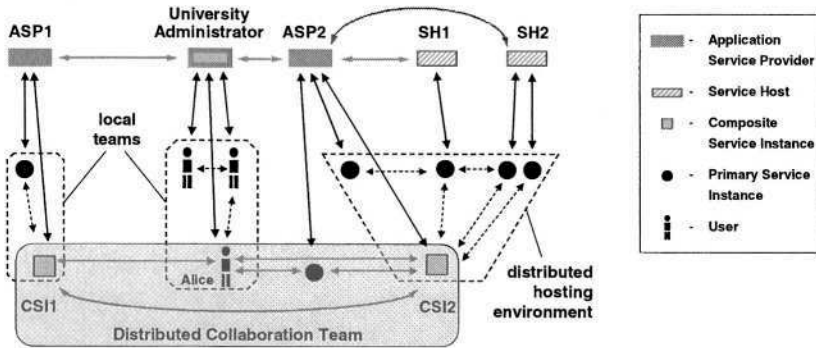 University
Administrator
ASP1
ASP2
SH1
SH2
local
teams
Alice
CSI1
CSI2
distributed
hosting
environment
Distributed Collaboration Team
- Application
Service Provider
- Service Host
- Composite
Service Instance
- Primary Service
Instance
- User